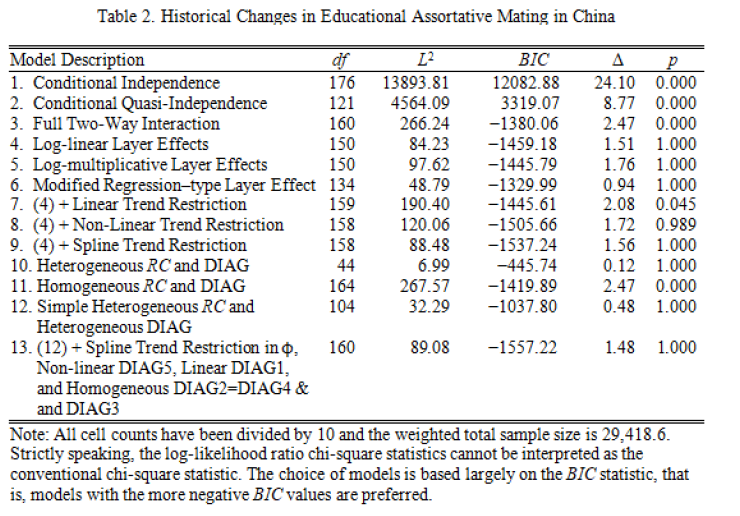 Table 2. Historical Changes in Educational Assortative Mating in China
Model Description df L² BIC Δ p
1. Conditional Independence 176 13893.81 12082.88 24.10 0.000
2. Conditional Quasi-Independence 121 4564.09 3319.07 8.77 0.000
3. Full Two-Way Interaction 160 266.24 −1380.06 2.47 0.000
4. Log-linear Layer Effects 150 84.23 −1459.18 1.51 1.000
5. Log-multiplicative Layer Effects 150 97.62 −1445.79 1.76 1.000
6. Modified Regression–type Layer Effect 134 48.79 −1329.99 0.94 1.000
7. (4) + Linear Trend Restriction 159 190.40 −1445.61 2.08 0.045
8. (4) + Non-Linear Trend Restriction 158 120.06 −1505.66 1.72 0.989
9. (4) + Spline Trend Restriction 158 88.48 −1537.24 1.56 1.000
10. Heterogeneous RC and DIAG 44 6.99 −445.74 0.12 1.000
11. Homogeneous RC and DIAG 164 267.57 −1419.89 2.47 0.000
12. Simple Heterogeneous RC and 104 32.29 −1037.80 0.48 1.000
Heterogeneous DIAG
13. (12) + Spline Trend Restriction in φ, 160 89.08 −1557.22 1.48 1.000
Non-linear DIAG5, Linear DIAG1,
and Homogeneous DIAG2=DIAG4 &
and DIAG3
Note: All cell counts have been divided by 10 and the weighted total sample size is 29,418.6.
Strictly speaking, the log-likelihood ratio chi-square statistics cannot be interpreted as the
conventional chi-square statistic. The choice of models is based largely on the BIC statistic, that
is, models with the more negative BIC values are preferred.